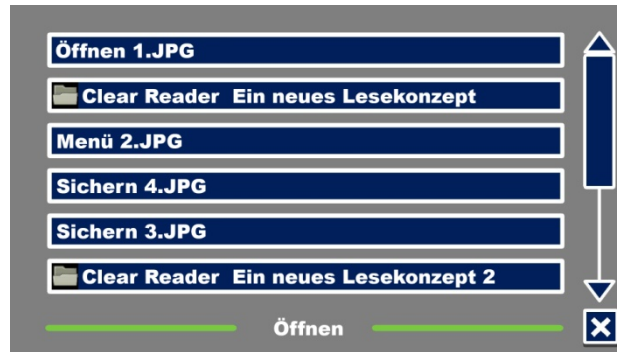 Öffnen 1.JPG
Clear Reader  Ein neues Lesekonzept
Menü 2.JPG
Sichern 4.JPG
Sichern 3.JPG
Clear Reader  Ein neues Lesekonzept 2
Öffnen